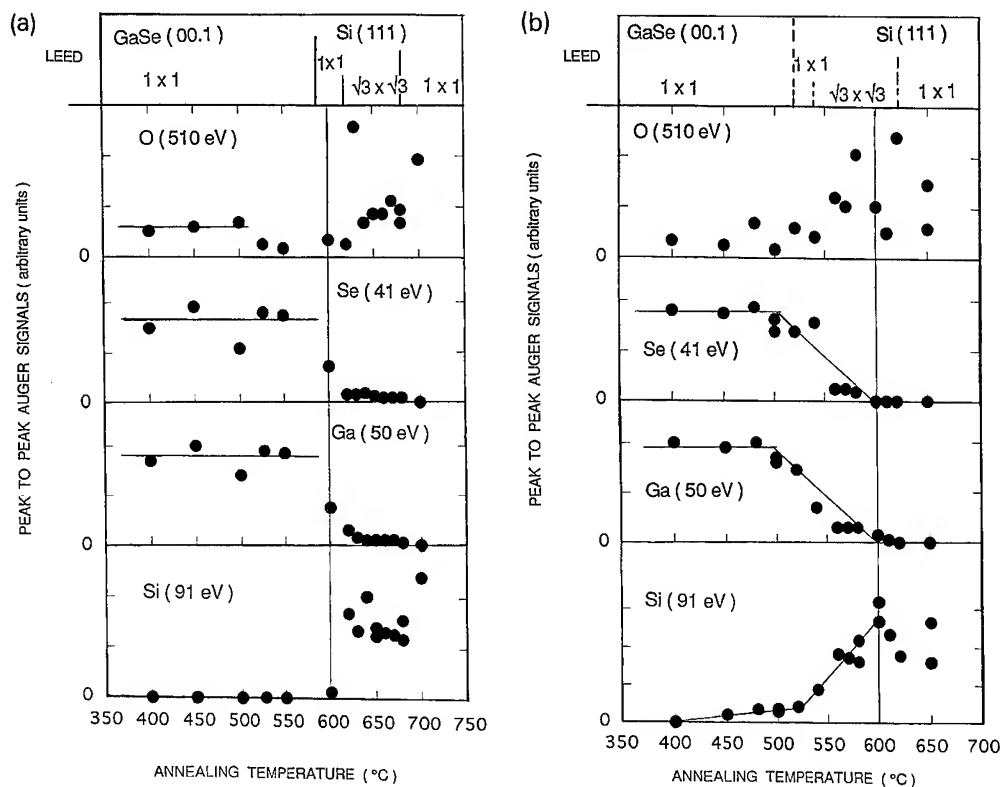 (a)
LEED
GaSe (00.1)
Si (111)
1 x 1
1 x 1
√3 x √3
1 x 1
PEAK TO PEAK AUGER SIGNALS (arbitrary units)
O (510 eV)
0
Se (41 eV)
0
Ga (50 eV)
0
Si (91 eV)
0
350 400 450 500 550 600 650 700 750
ANNEALING TEMPERATURE (°C)
(b)
LEED
GaSe (00.1)
Si (111)
1 x 1
1 x 1
√3 x √3
1 x 1
PEAK TO PEAK AUGER SIGNALS (arbitrary units)
O (510 eV)
0
Se (41 eV)
0
Ga (50 eV)
0
Si (91 eV)
0
350 400 450 500 550 600 650 700
ANNEALING TEMPERATURE (°C)